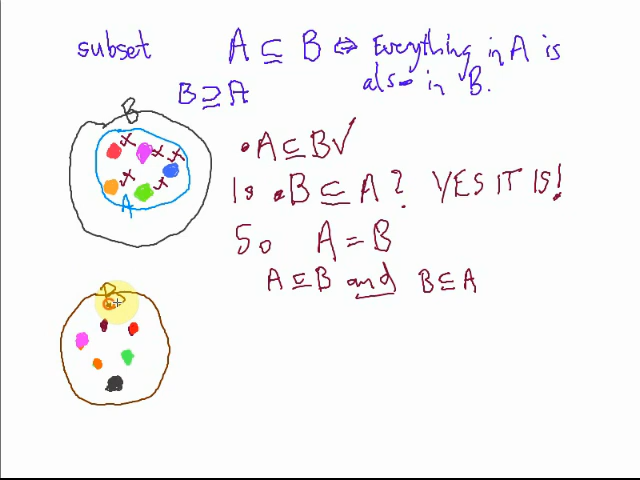 subset A ⊆ B ⇔ Everything in A is
also in B.
B ⊇ A
B
A
• A ⊆ B ✓
Is • B ⊆ A ? YES IT IS!
So A = B
A ⊆ B and B ⊆ A
B